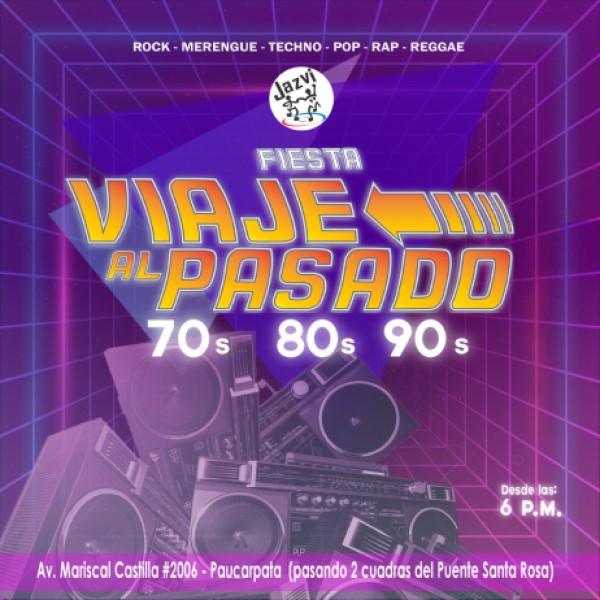 ROCK - MERENGUE - TECHNO - POP - RAP - REGGAE
Jazvi
FIESTA
VIAJE
AL PASADO
70s 80s 90s
Desde las:
6 P.M.
Av. Mariscal Castilla #2006 - Paucarpata (pasando 2 cuadras del Puente Santa Rosa)